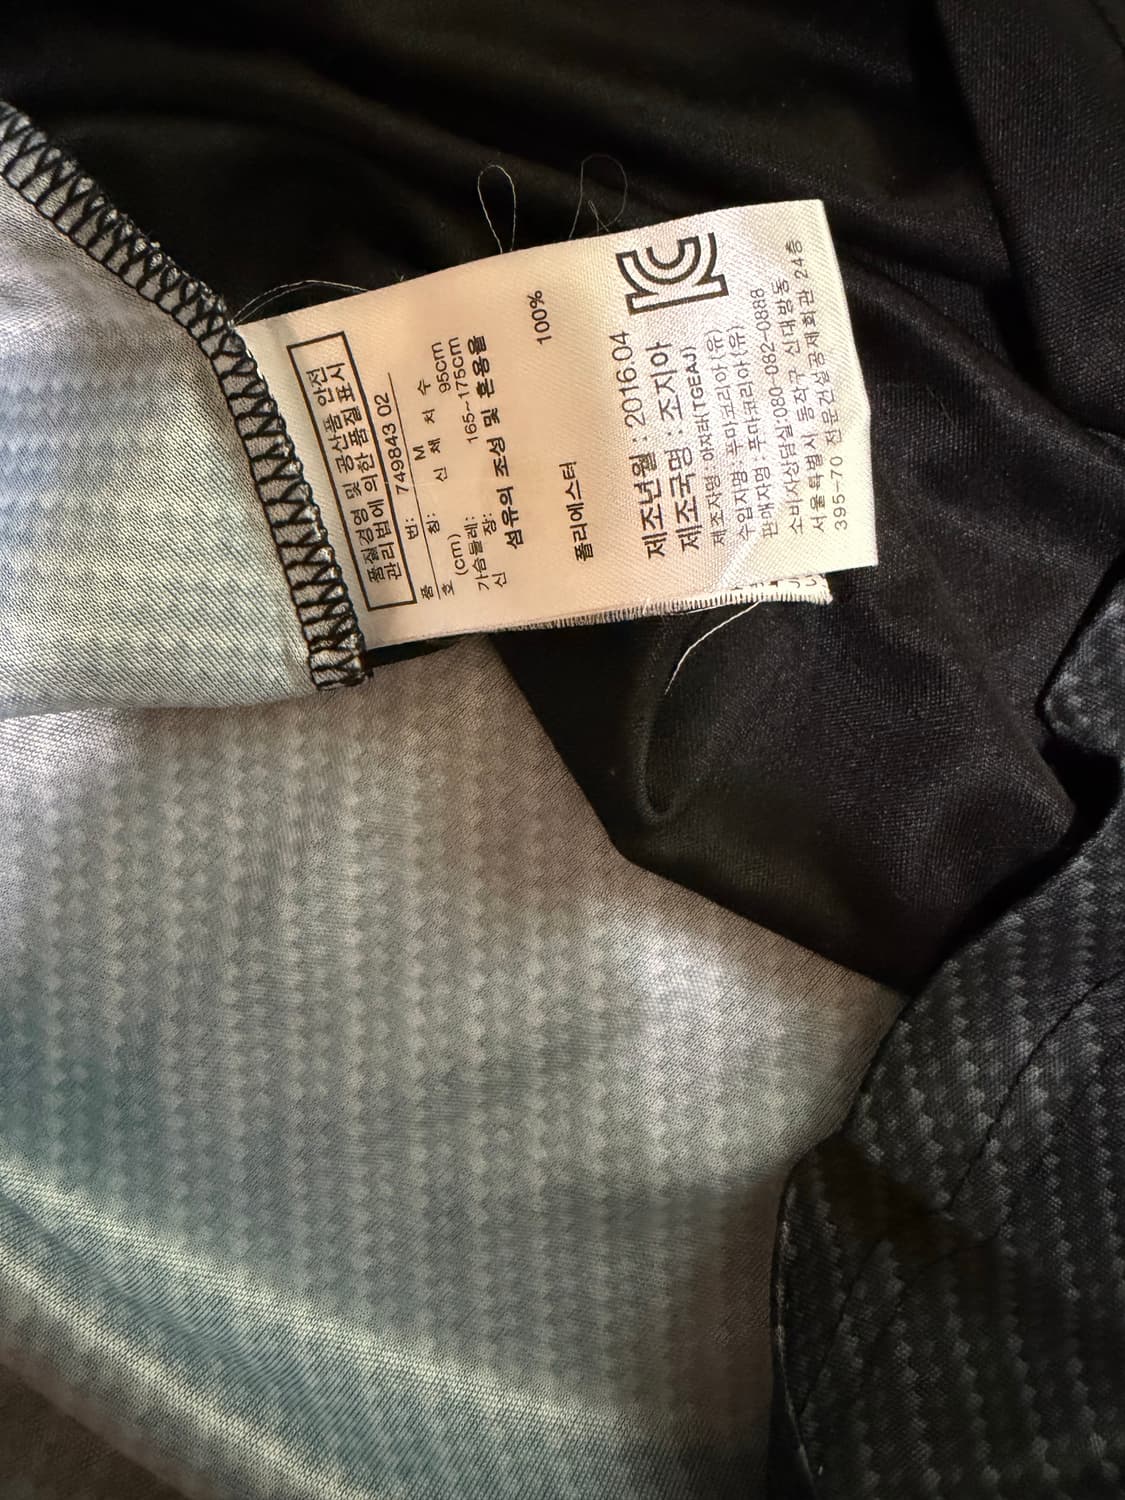 품질경영 및 공산품 안전
관리법에 의한 품질 표시
품 번: 749843 02
호 칭: M
(cm) 신 체 치 수
가슴둘레: 95cm
신 장: 165~175cm
섬유의 조성 및 혼용율
폴리에스터 100%
제조년월 : 2016.04
제조국명 : 조지아
제조자명 : 아자라(TGEAJ)
수입자명 : 푸마코리아(유)
판매자명 : 푸마코리아(유)
소비자상담실:080-082-0888
서울특별시 동작구 신대방동
395-70 전문건설공제회관 24층